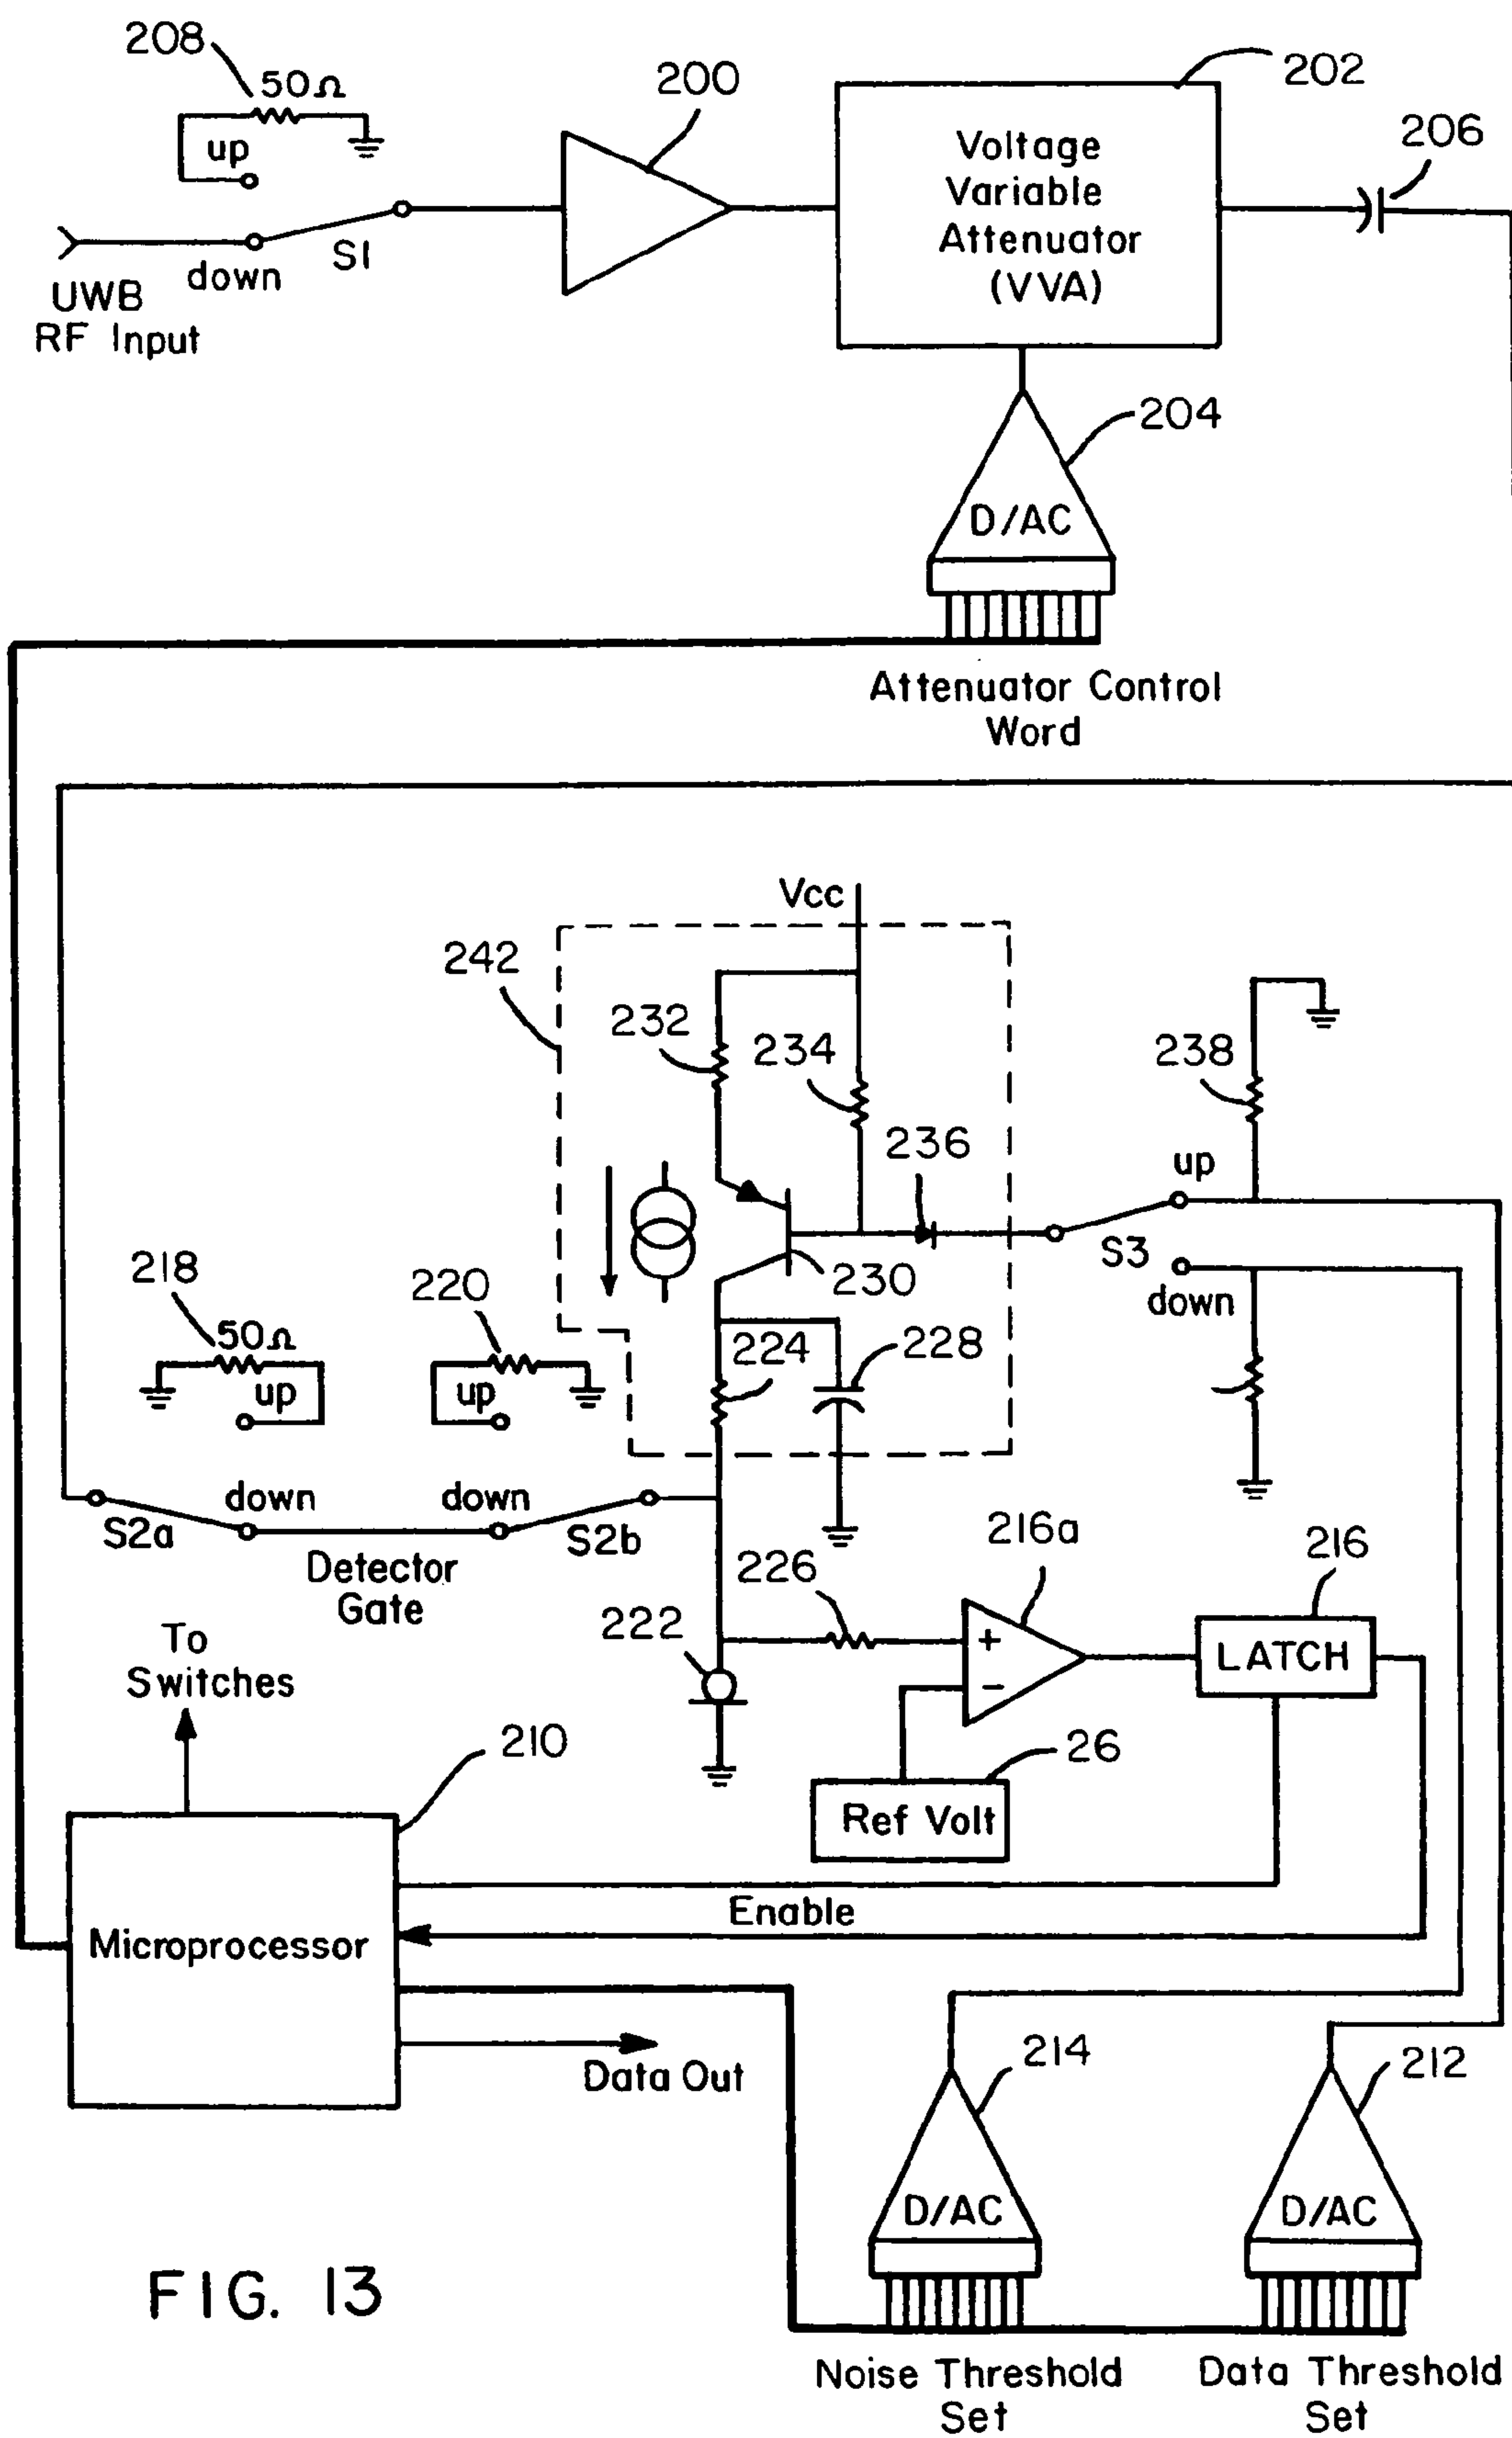 208
50Ω
up
UWB
RF Input
down
S1
200
202
Voltage
Variable
Attenuator
(VVA)
206
204
D/AC
Attenuator Control
Word
Vcc
242
232
234
236
238
up
S3
down
230
218
50Ω
up
220
up
224
228
S2a
down
down
S2b
Detector
Gate
226
216a
216
LATCH
222
+
−
26
Ref Volt
To
Switches
210
Microprocessor
Enable
Data Out
214
212
D/AC
D/AC
Noise Threshold
Set
Data Threshold
Set
FIG. 13